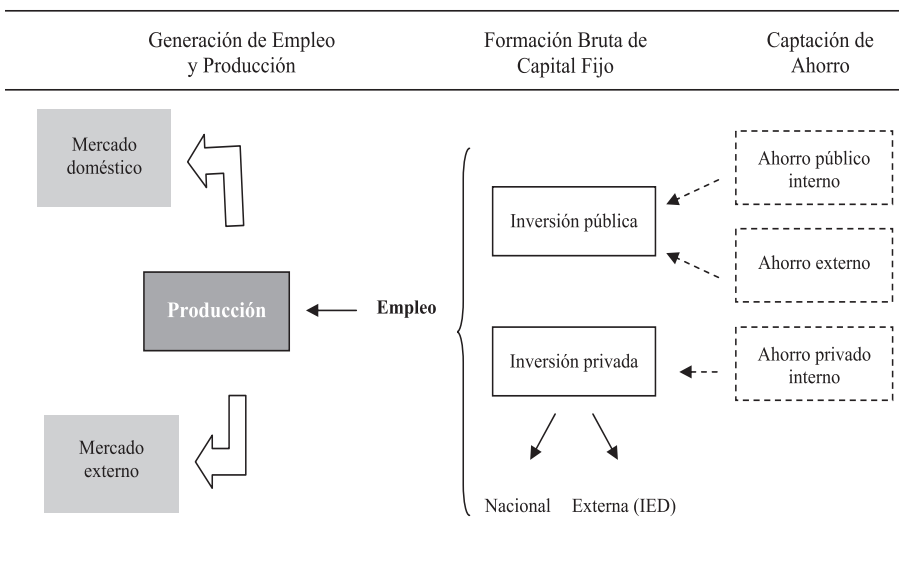 Generación de Empleo
y Producción
Formación Bruta de
Capital Fijo
Captación de
Ahorro
Mercado
doméstico
Ahorro público
interno
Inversión pública
Ahorro externo
Producción
Empleo
Inversión privada
Ahorro privado
interno
Mercado
externo
Nacional
Externa (IED)